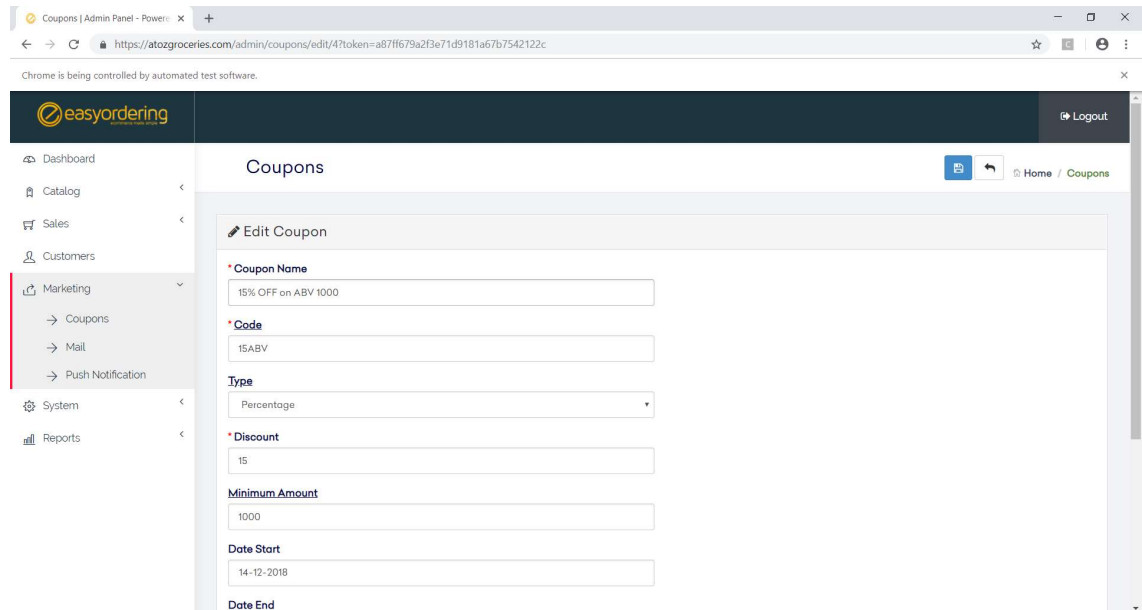 Coupons | Admin Panel - Powere
https://atozgroceries.com/admin/coupons/edit/4?token=a87ff679a2f3e71d9181a67b7542122c
Chrome is being controlled by automated test software.
easyordering
Logout
Dashboard
Catalog
Sales
Customers
Marketing
Coupons
Mail
Push Notification
System
Reports
Coupons
Home / Coupons
Edit Coupon
* Coupon Name
15% OFF on ABV 1000
* Code
15ABV
Type
Percentage
* Discount
15
Minimum Amount
1000
Date Start
14-12-2018
Date End